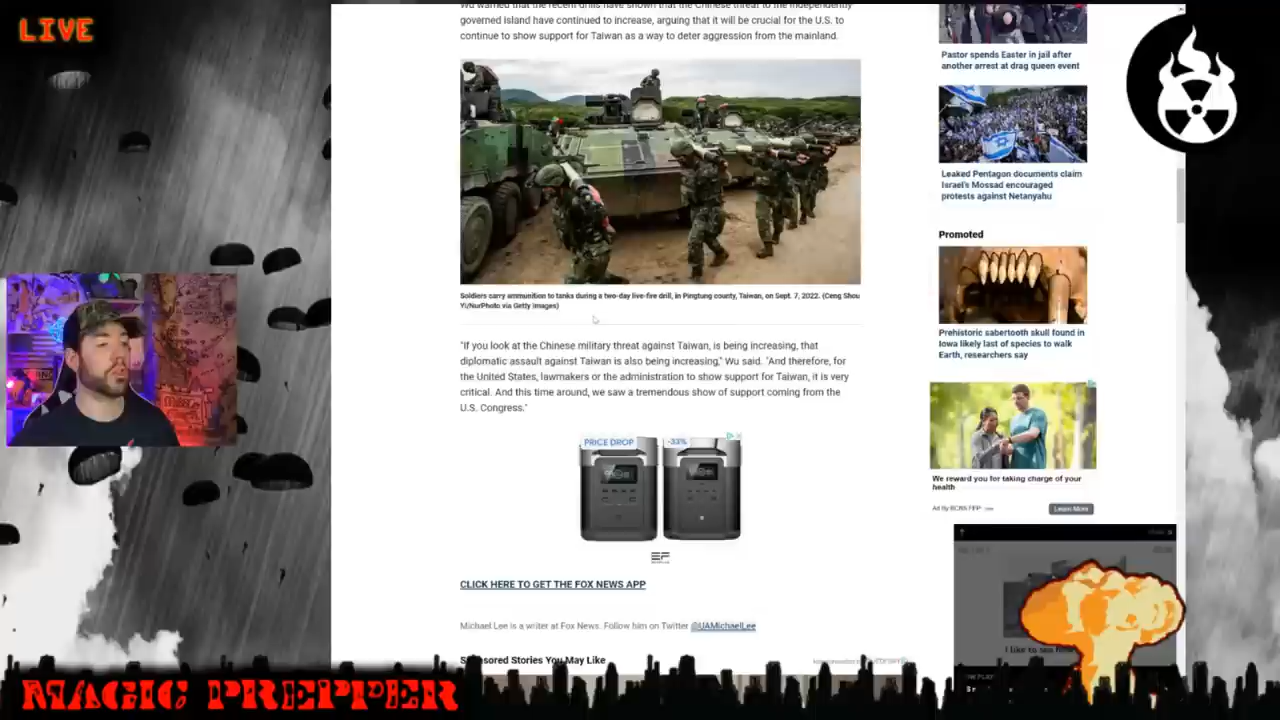 LIVE
Wu warned that the recent drills have shown that the Chinese threat to the independently
governed island have continued to increase, arguing that it will be crucial for the U.S. to
continue to show support for Taiwan as a way to deter aggression from the mainland.
Soldiers carry ammunition to tanks during a two-day live-fire drill, in Pingtung county, Taiwan, on Sept. 7, 2022. (Ceng Shou
Yi/NurPhoto via Getty Images)
"If you look at the Chinese military threat against Taiwan, is being increasing, that
diplomatic assault against Taiwan is also being increasing," Wu said. "And therefore, for
the United States, lawmakers or the administration to show support for Taiwan, it is very
critical. And this time around, we saw a tremendous show of support coming from the
U.S. Congress."
PRICE DROP
-33%
EF
CLICK HERE TO GET THE FOX NEWS APP
Michael Lee is a writer at Fox News. Follow him on Twitter @UAMichaelLee
Sponsored Stories You May Like
Pastor spends Easter in jail after
another arrest at drag queen event
Leaked Pentagon documents claim
Israel's Mossad encouraged
protests against Netanyahu
Promoted
Prehistoric sabertooth skull found in
Iowa likely last of species to walk
Earth, researchers say
We reward you for taking charge of your
health
Ad By BCBS FEP
Learn More
I like to see how
MAGIC PREPPER